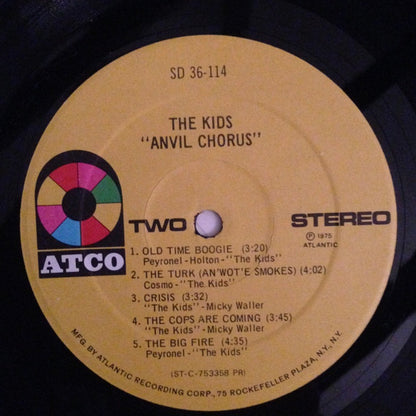 SD 36-114
THE KIDS
"ANVIL CHORUS"
TWO
STEREO
℗ 1975
ATLANTIC
ATCO
1. OLD TIME BOOGIE (3:20)
Peyronel-Holton-"The Kids"
2. THE TURK (AN'WOT'E SMOKES) (4:02)
Cosmo-"The Kids"
3. CRISIS (3:32)
"The Kids"-Micky Waller
4. THE COPS ARE COMING (3:45)
"The Kids"-Micky Waller
5. THE BIG FIRE (4:35)
Peyronel-"The Kids"
(ST-C-753358 PR)
MFG. BY ATLANTIC RECORDING CORP., 75 ROCKEFELLER PLAZA, N.Y., N.Y.